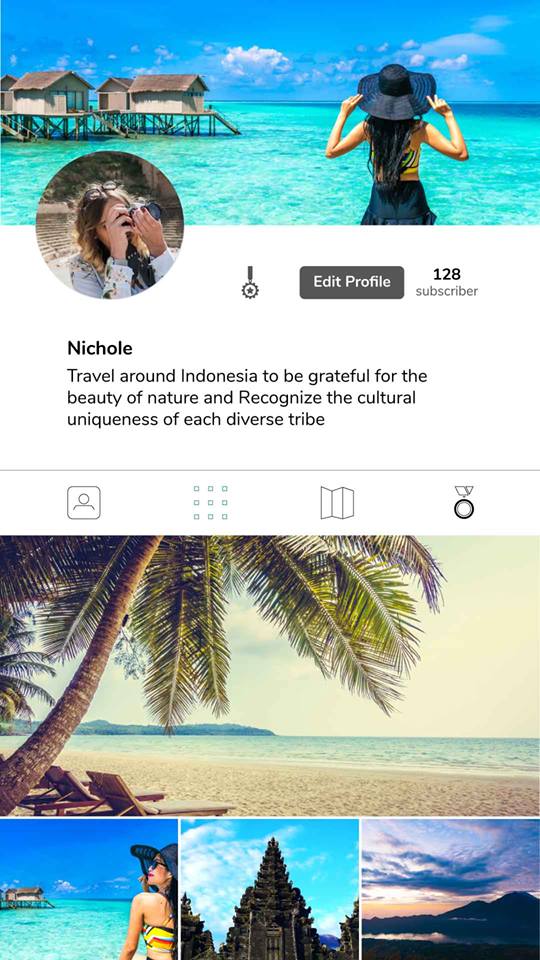 Edit Profile
128
subscriber
Nichole
Travel around Indonesia to be grateful for the
beauty of nature and Recognize the cultural
uniqueness of each diverse tribe